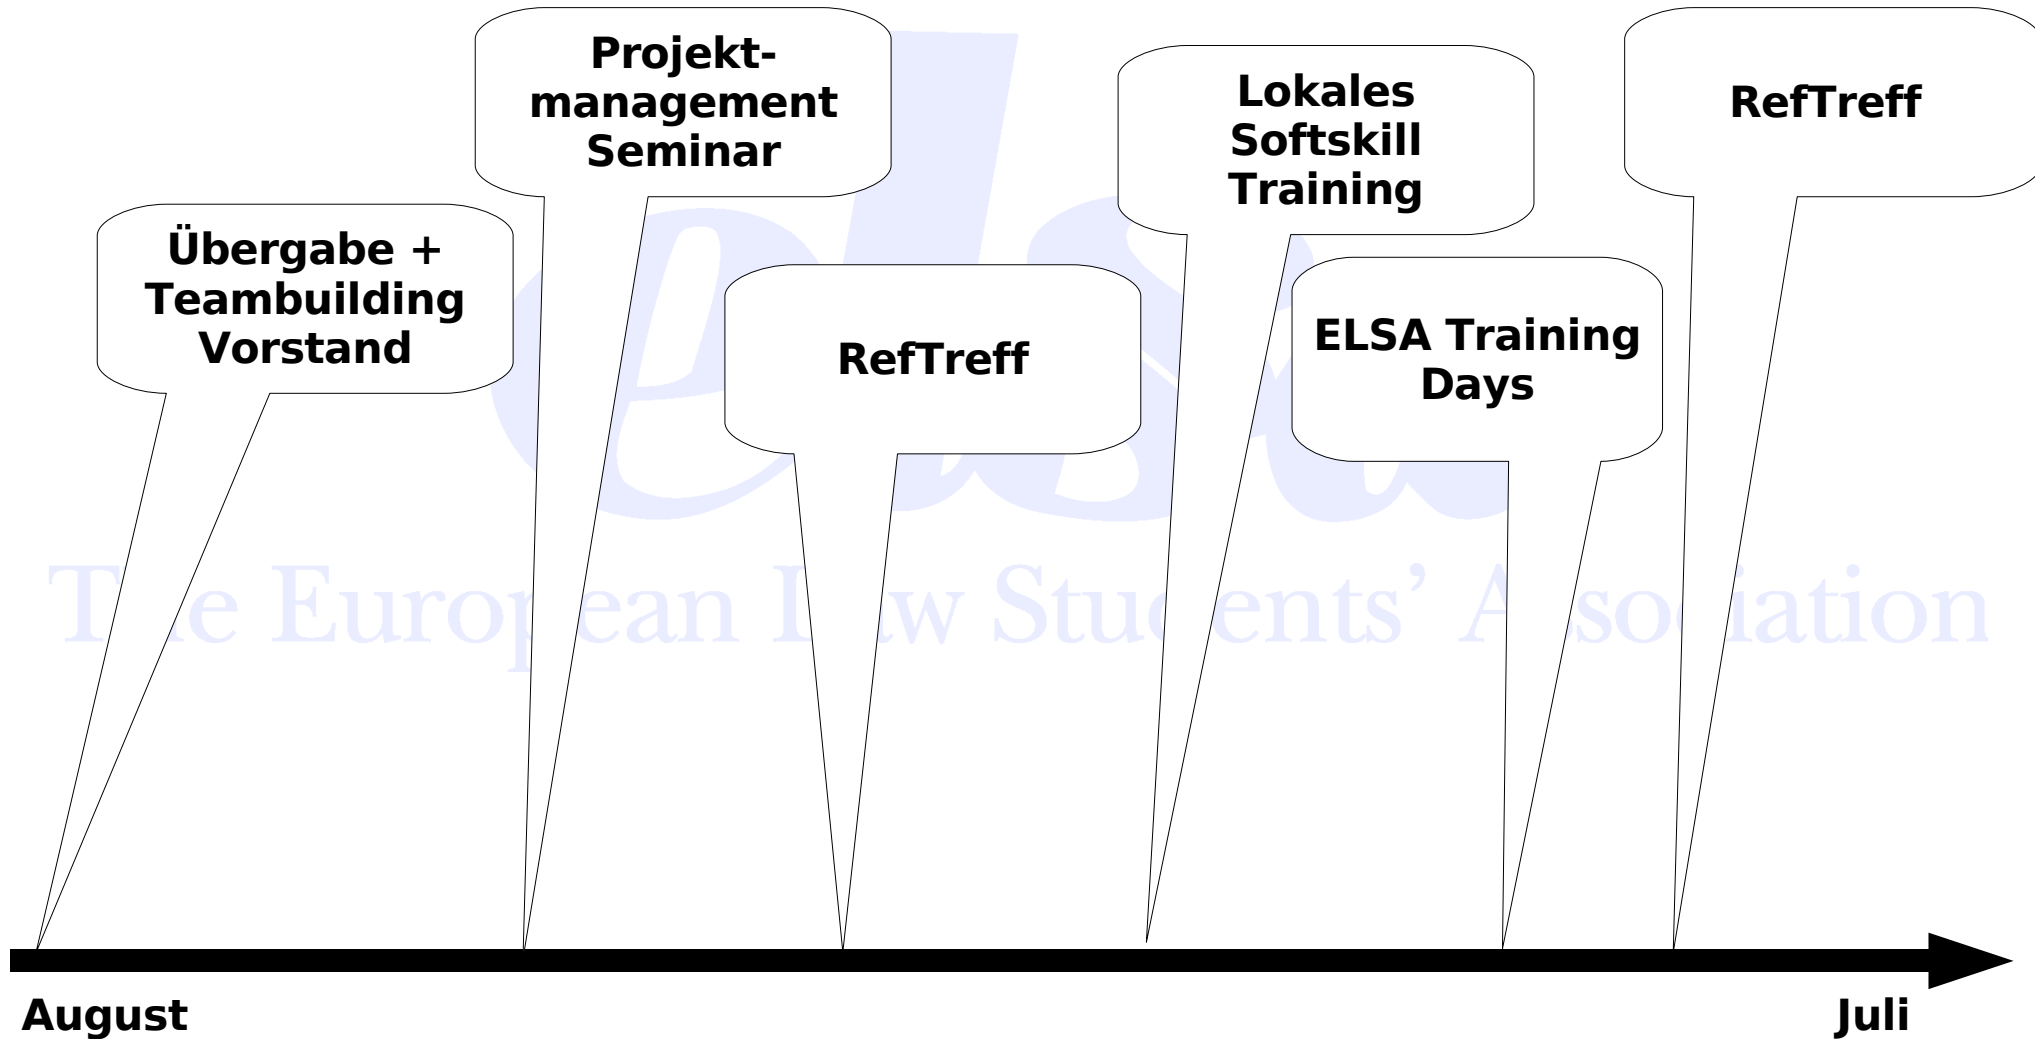 Projekt-
management
Seminar
Lokales
Softskill
Training
RefTreff
Übergabe +
Teambuilding
Vorstand
RefTreff
ELSA Training
Days
elsa
The European Law Students’ Association
August
Juli